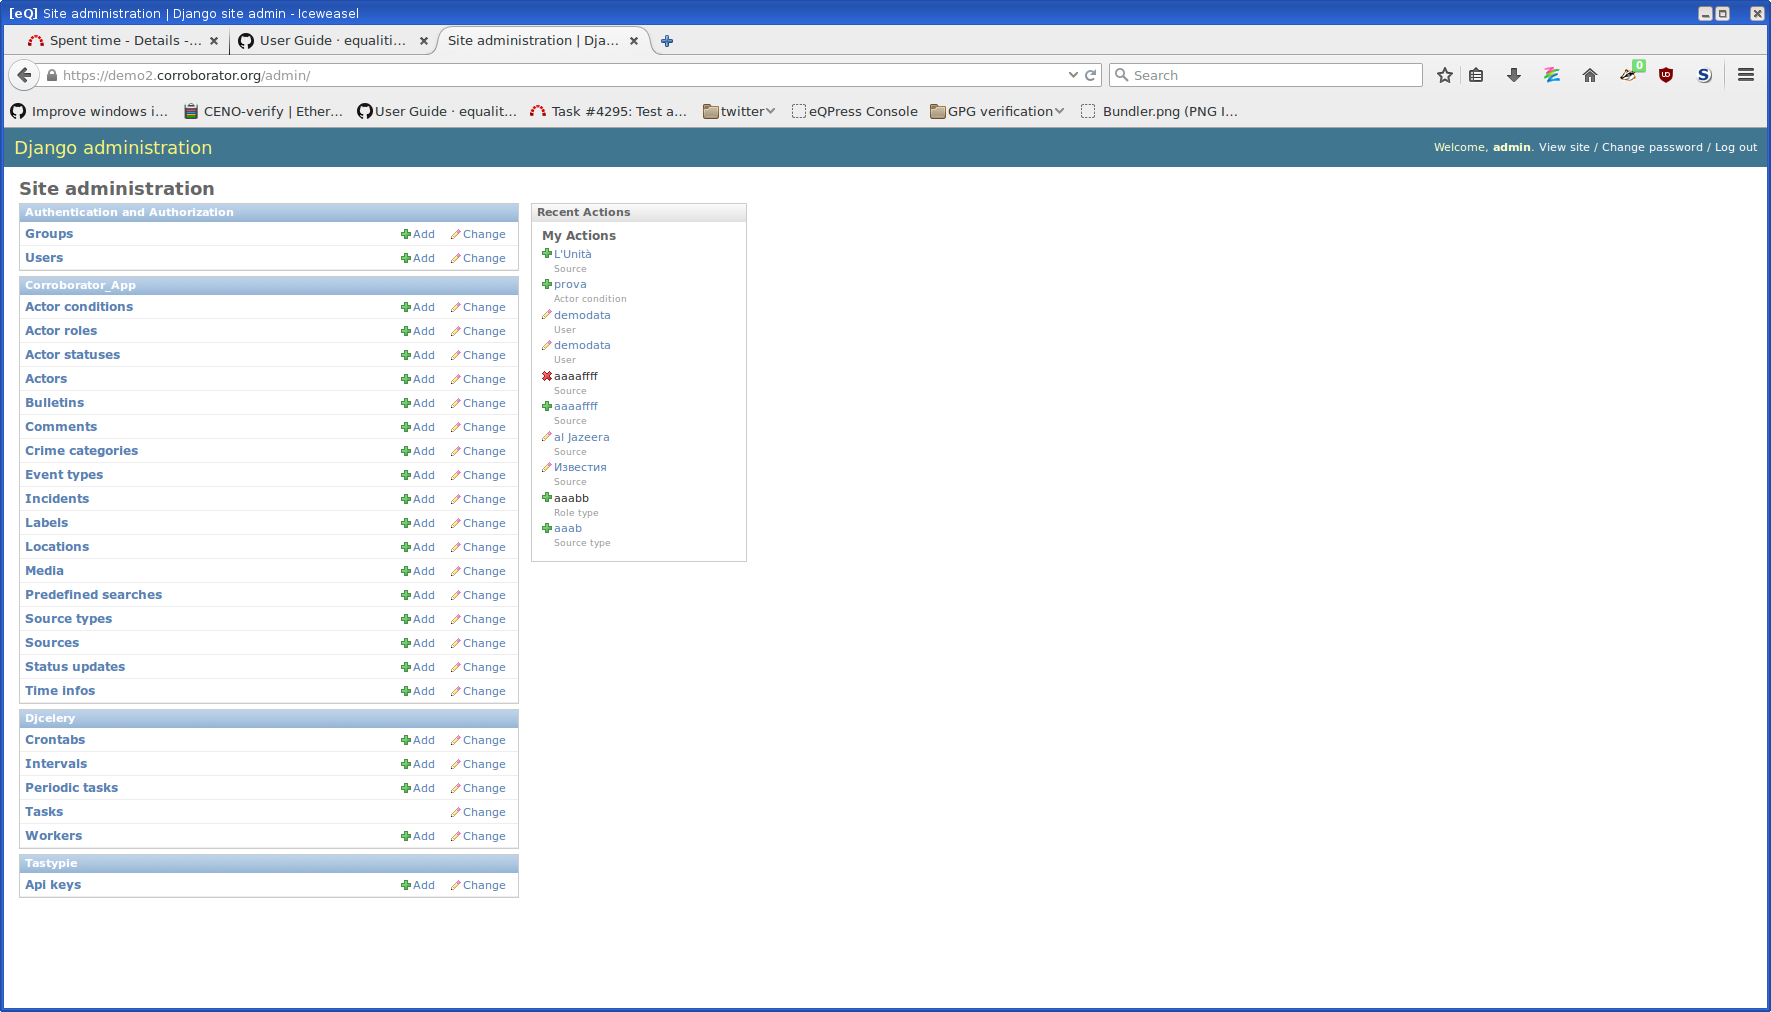 [eQ] Site administration | Django site admin - Iceweasel
Spent time - Details -... User Guide · equaliti... Site administration | Dja...
https://demo2.corroborator.org/admin/ Search 0
Improve windows i... CENO-verify | Ether... User Guide · equalit... Task #4295: Test a... twitter eQPress Console GPG verification Bundler.png (PNG I...
Django administration Welcome, admin. View site / Change password / Log out
Site administration
Authentication and Authorization
Groups Add Change
Users Add Change
Corroborator_App
Actor conditions Add Change
Actor roles Add Change
Actor statuses Add Change
Actors Add Change
Bulletins Add Change
Comments Add Change
Crime categories Add Change
Event types Add Change
Incidents Add Change
Labels Add Change
Locations Add Change
Media Add Change
Predefined searches Add Change
Source types Add Change
Sources Add Change
Status updates Add Change
Time infos Add Change
Djcelery
Crontabs Add Change
Intervals Add Change
Periodic tasks Add Change
Tasks Change
Workers Add Change
Tastypie
Api keys Add Change
Recent Actions
My Actions
L'Unità
Source
prova
Actor condition
demodata
User
demodata
User
aaaaffff
Source
aaaaffff
Source
al Jazeera
Source
Известия
Source
aaabb
Role type
aaab
Source type